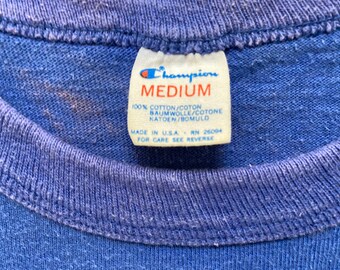 Champion
MEDIUM
100% COTTON/COTON
BAUMWOLLE/COTONE
KATOEN/BOMULD
MADE IN U.S.A. - RN 26094
FOR CARE SEE REVERSE